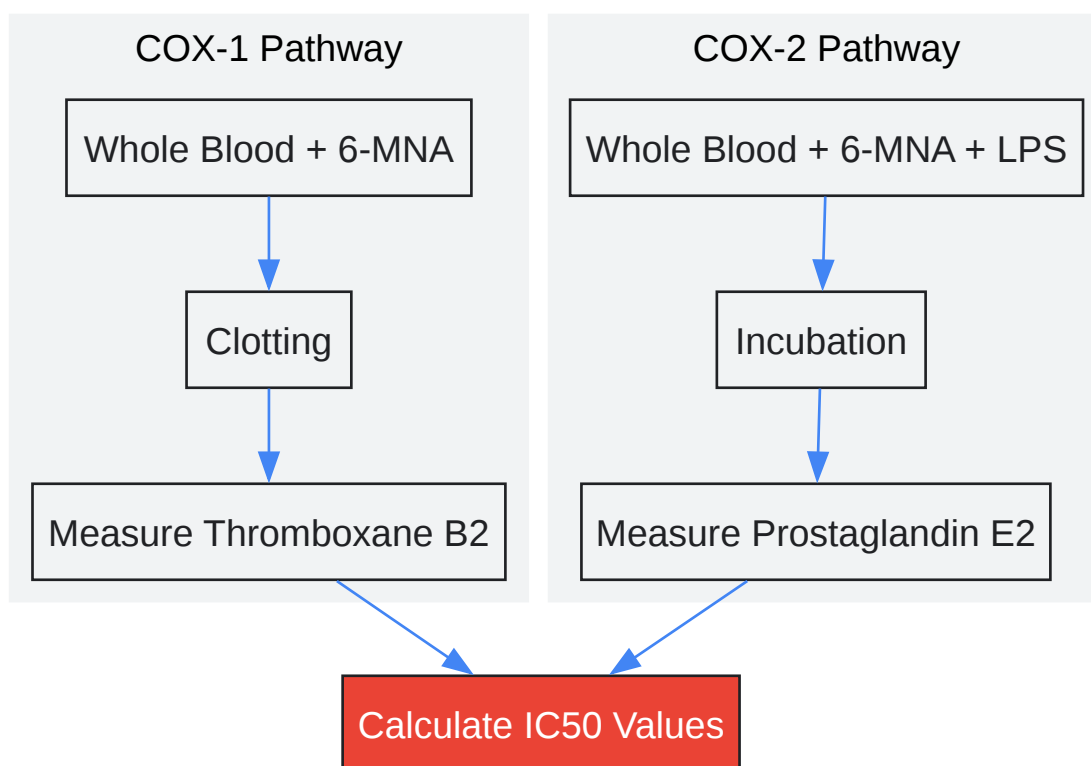 COX-1 Pathway
Whole Blood + 6-MNA
Clotting
Measure Thromboxane B2
COX-2 Pathway
Whole Blood + 6-MNA + LPS
Incubation
Measure Prostaglandin E2
Calculate IC50 Values